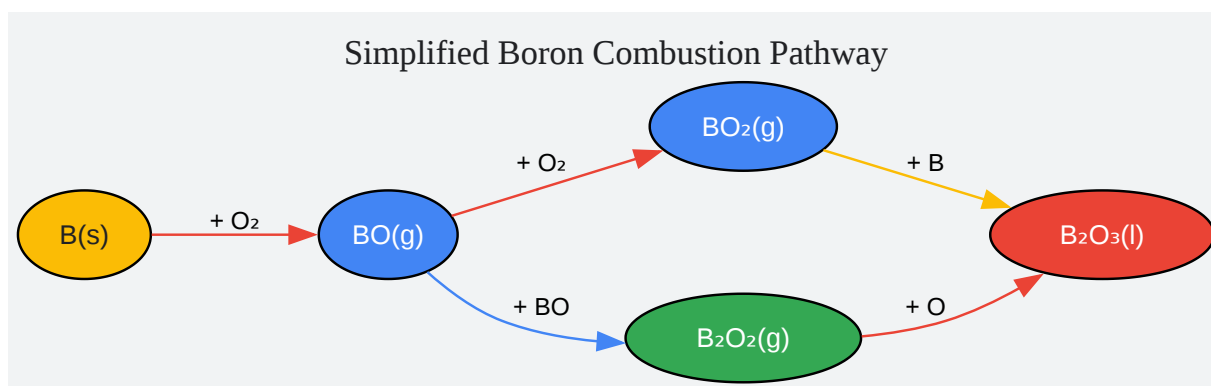 Simplified Boron Combustion Pathway
BO₂(g)
+ O₂
+ B
B(s)
+ O₂
BO(g)
B₂O₃(l)
+ BO
+ O
B₂O₂(g)